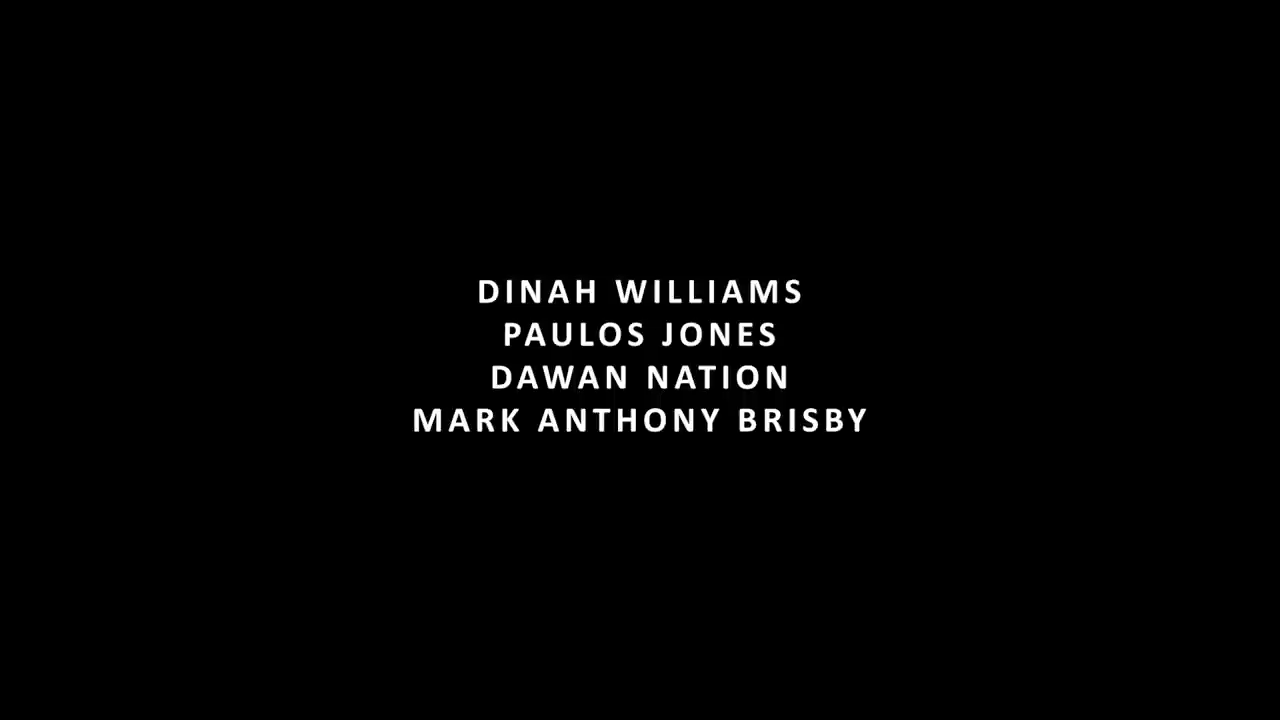 DINAH WILLIAMS
PAULOS JONES
DAWAN NATION
MARK ANTHONY BRISBY